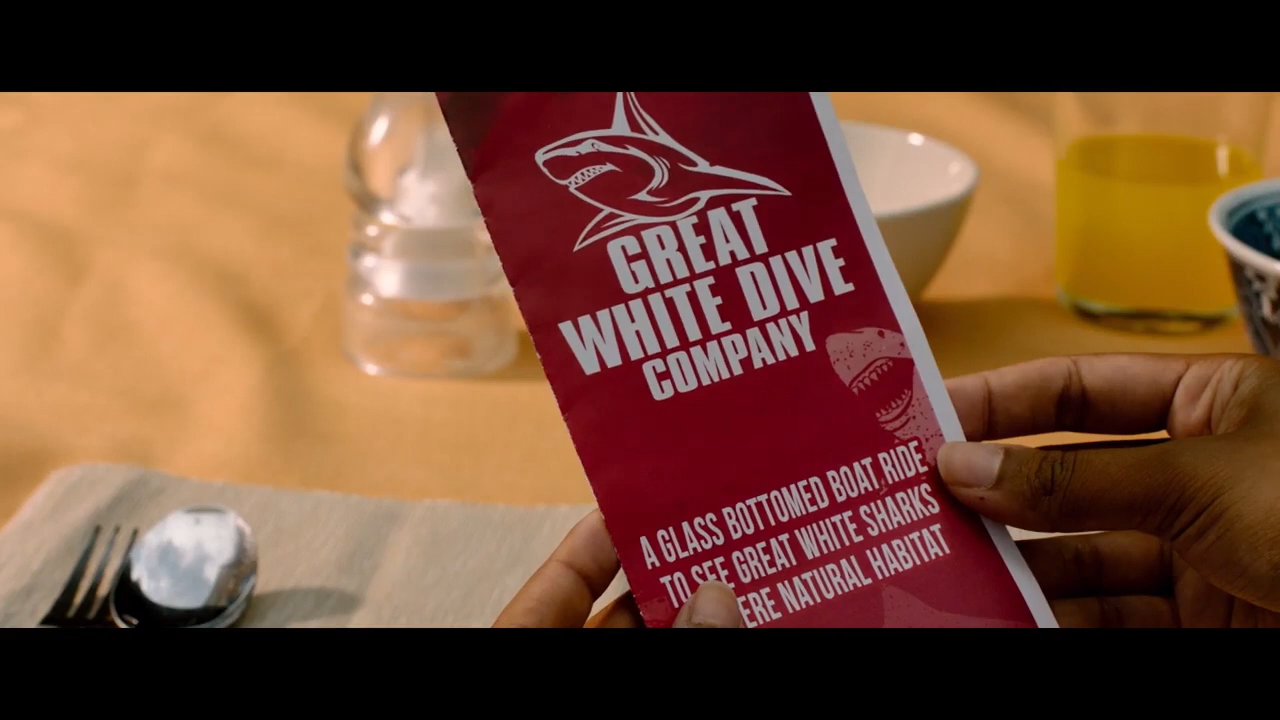 GREAT
WHITE DIVE
COMPANY
A GLASS BOTTOMED BOAT RIDE
TO SEE GREAT WHITE SHARKS
NATURAL HABITAT